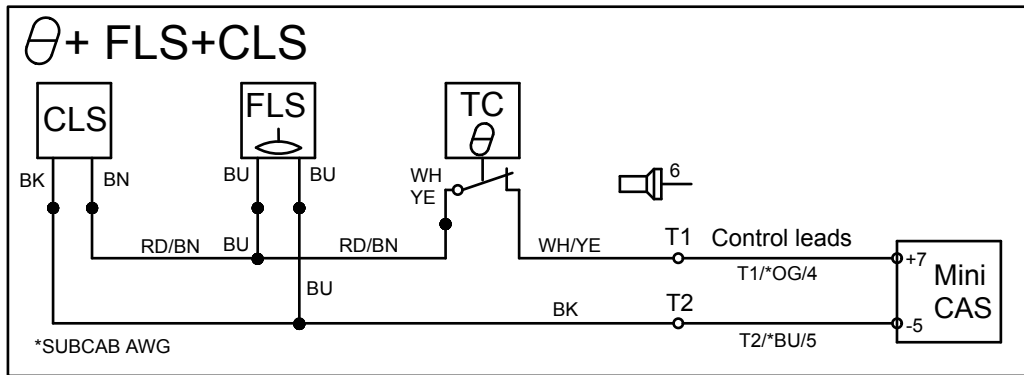 θ+ FLS+CLS
CLS
FLS
TC
θ
BK
BN
BU
BU
WH
YE
6
RD/BN
BU
RD/BN
WH/YE
T1
Control leads
T1/*OG/4
+7
Mini
CAS
BU
BK
T2
T2/*BU/5
-5
*SUBCAB AWG